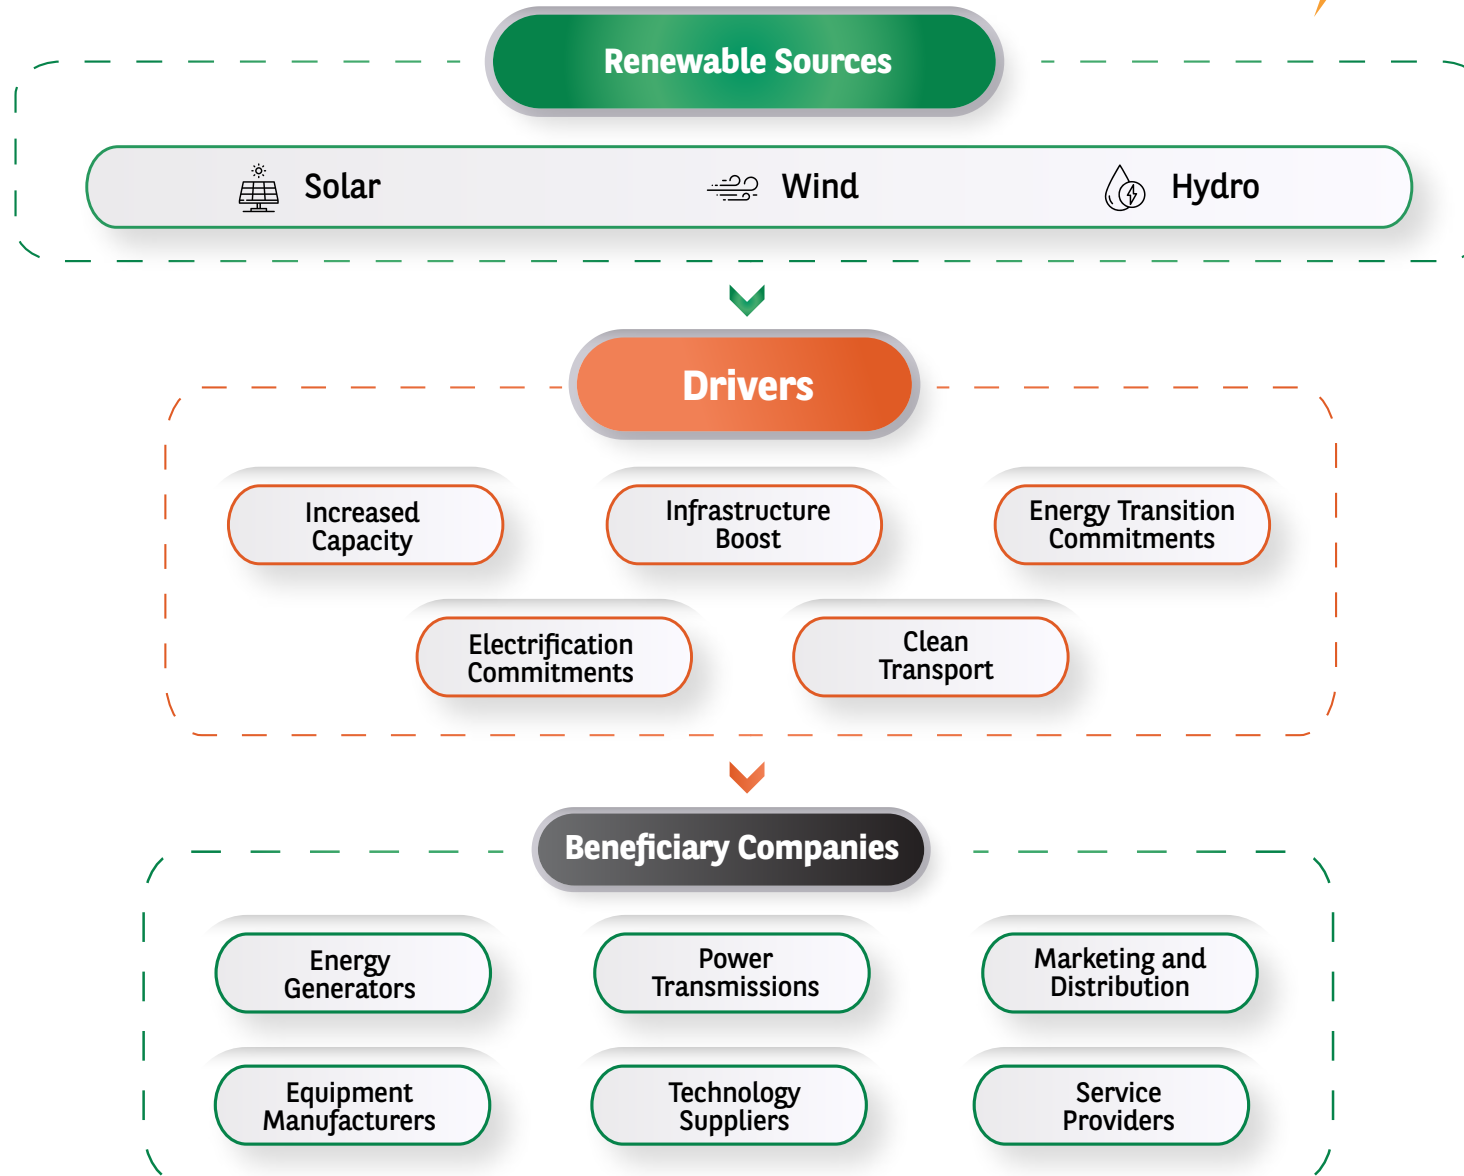 Renewable Sources
Solar
Wind
Hydro
Drivers
Increased
Capacity
Infrastructure
Boost
Energy Transition
Commitments
Electrification
Commitments
Clean
Transport
Beneficiary Companies
Energy
Generators
Power
Transmissions
Marketing and
Distribution
Equipment
Manufacturers
Technology
Suppliers
Service
Providers